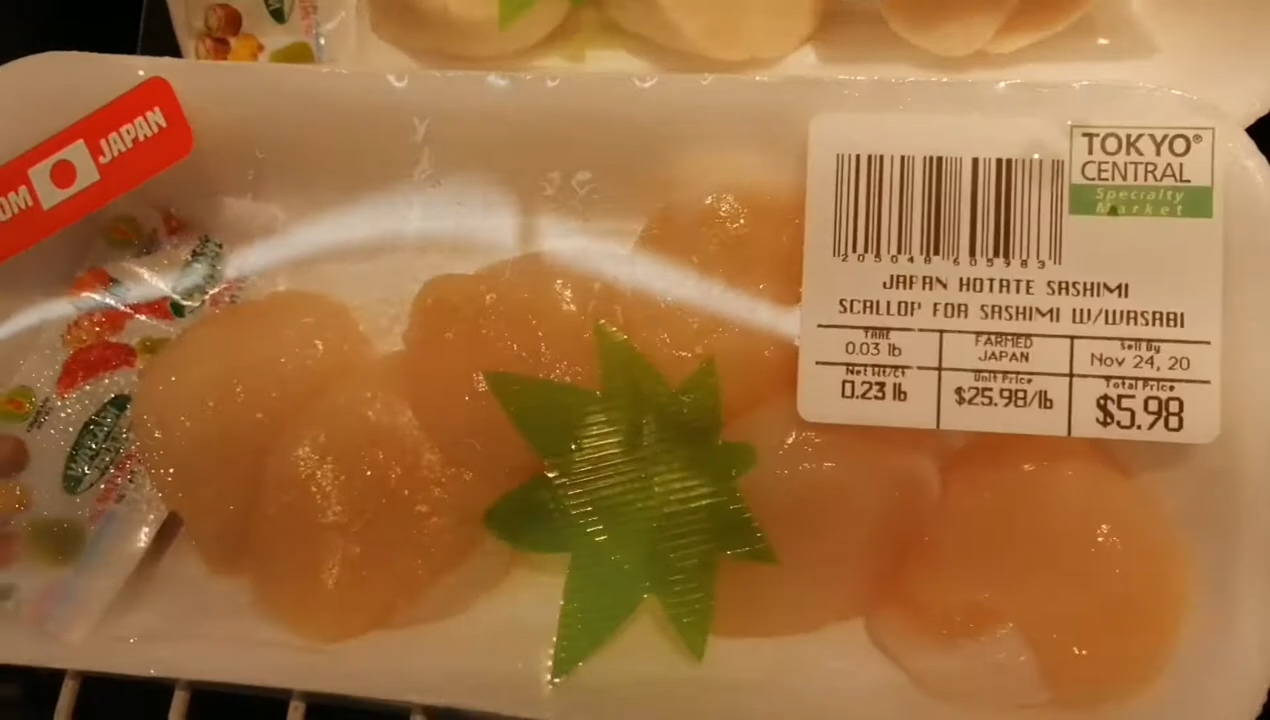 OM JAPAN
TOKYO®
CENTRAL
Specialty
Market
205048 605983
JAPAN HOTATE SASHIMI
SCALLOP FOR SASHIMI W/WASABI
TARE
0.03 lb
FARMED
JAPAN
Sell By
Nov 24, 20
Net Wt/Ct
0.23 lb
Unit Price
$25.98/lb
Total Price
$5.98
WASABI